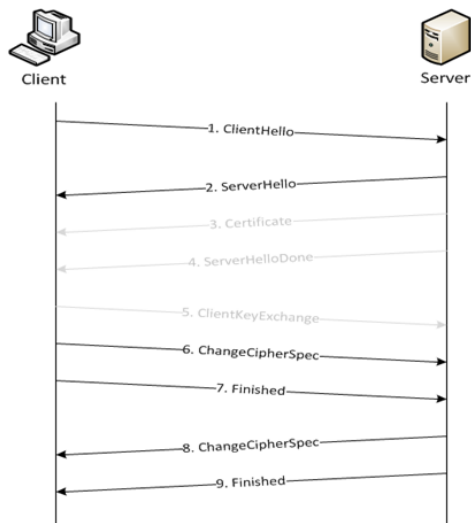 Client
Server
1. ClientHello
2. ServerHello
3. Certificate
4. ServerHelloDone
5. ClientKeyExchange
6. ChangeCipherSpec
7. Finished
8. ChangeCipherSpec
9. Finished